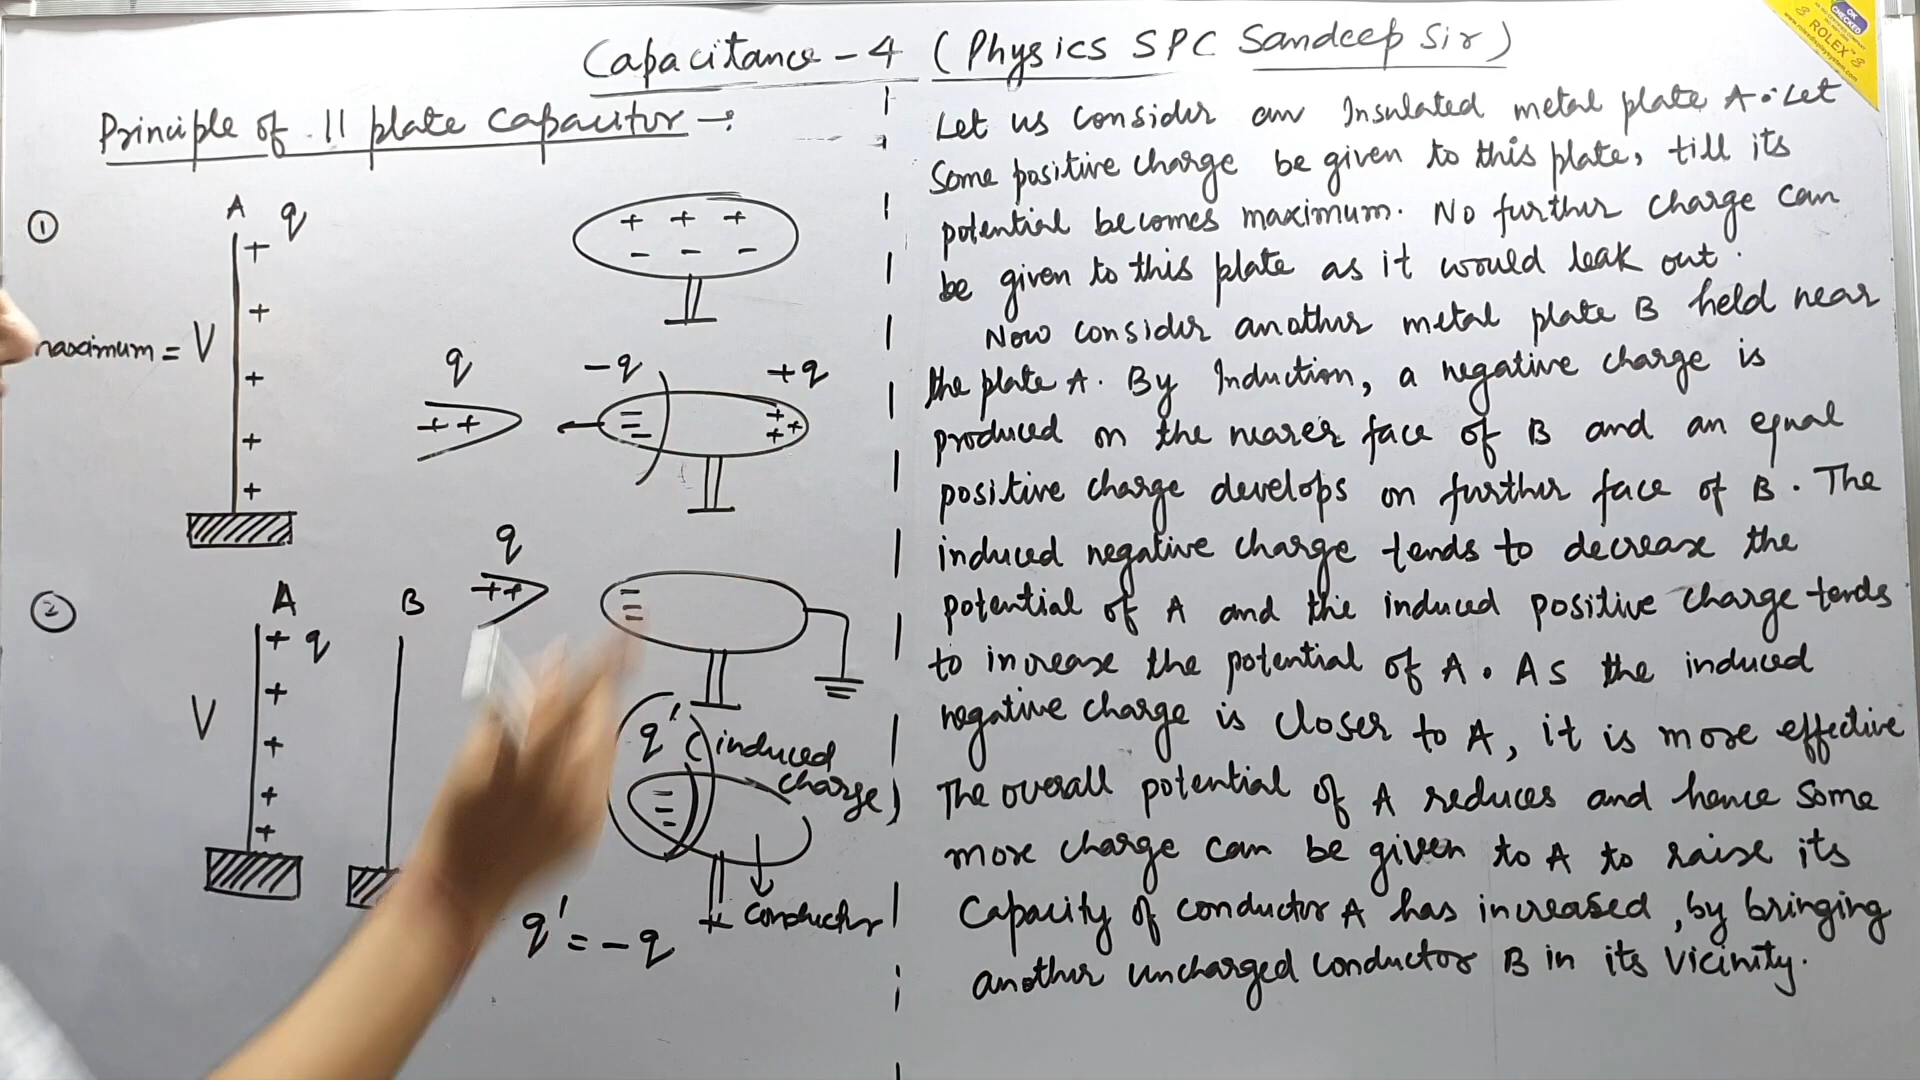 Capacitance - 4 (Physics SPC Sandeep Sir)
Principle of || plate capacitor -:
① A q
+
+
maximum = V
+
+
+
+ + +
- - -
q -q +q
++ = - ++ ++
② A B q
+ q
V +
+
+
+
++ = =
q' (induced
charge)
= -
conductor
q' = -q
Let us consider an Insulated metal plate A. Let
Some positive charge be given to this plate, till its
potential becomes maximum. No further charge can
be given to this plate as it would leak out.
Now consider another metal plate B held near
the plate A. By Induction, a negative charge is
produced on the nearer face of B and an equal
positive charge develops on further face of B. The
induced negative charge tends to decrease the
potential of A and the induced positive charge tends
to increase the potential of A. As the induced
negative charge is closer to A, it is more effective
The overall potential of A reduces and hence some
more charge can be given to A to raise its
Capacity of conductor A has increased, by bringing
another uncharged conductor B in its vicinity.
OK
CHECKED
ROLEX